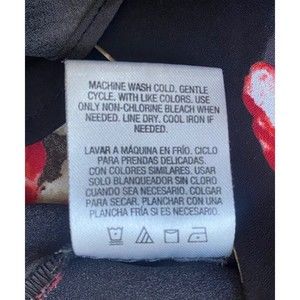 MACHINE WASH COLD. GENTLE
CYCLE, WITH LIKE COLORS. USE
ONLY NON-CHLORINE BLEACH WHEN
NEEDED. LINE DRY. COOL IRON IF
NEEDED.
LAVAR A MÁQUINA EN FRÍO. CICLO
PARA PRENDAS DELICADAS.
CON COLORES SIMILARES. USAR
SOLO BLANQUEADOR SIN CLORO
CUANDO SEA NECESARIO. COLGAR
PARA SECAR. PLANCHAR CON UNA
PLANCHA FRÍA SI ES NECESARIO.